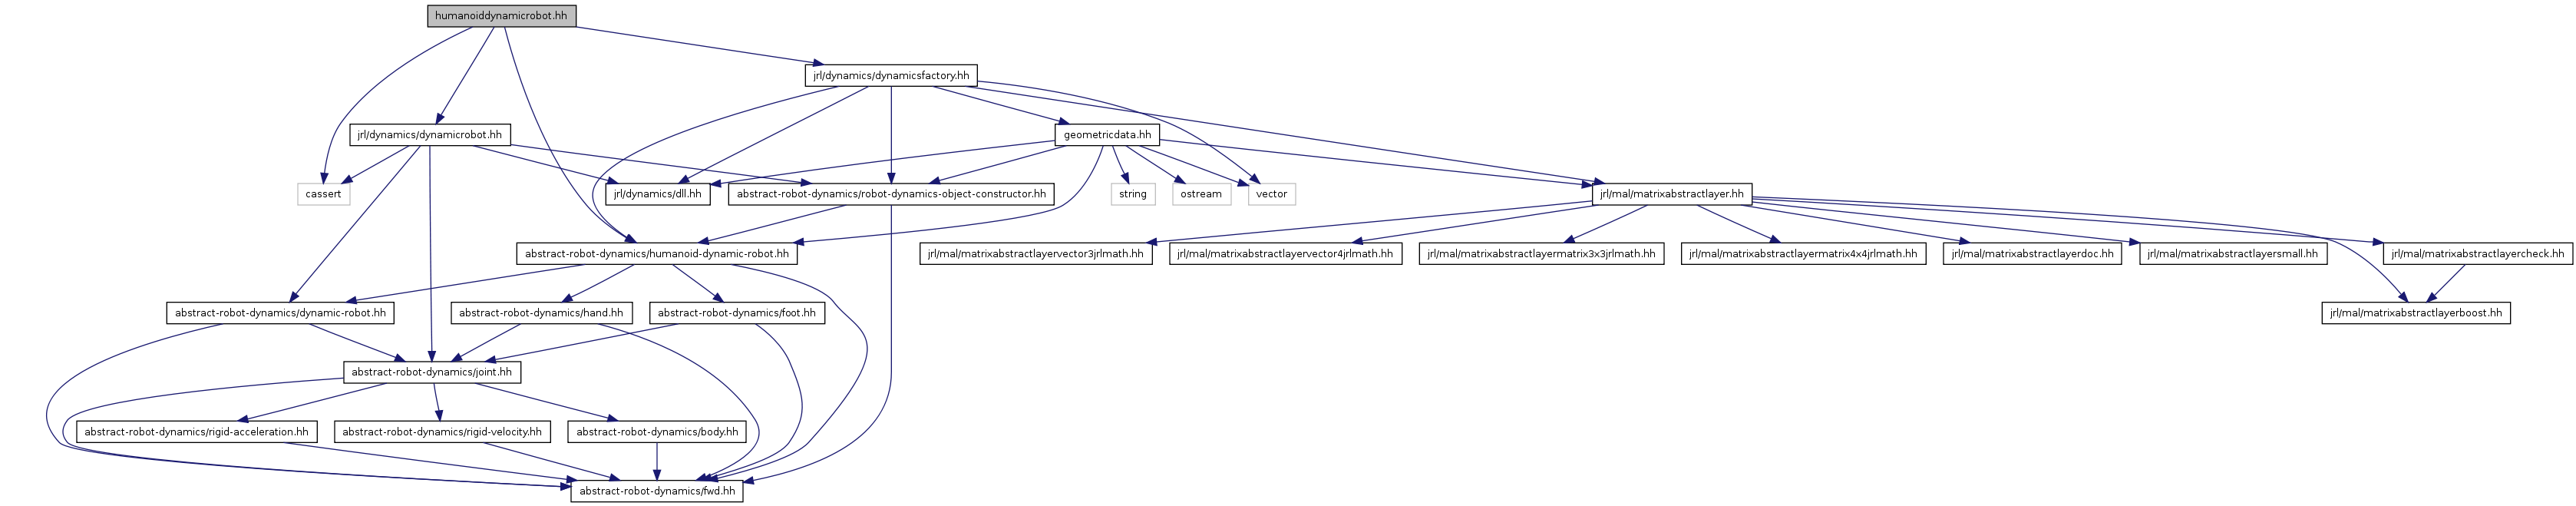 humanoiddynamicrobot.hh
jrl/dynamics/dynamicsfactory.hh
jrl/dynamics/dynamicrobot.hh
geometricdata.hh
cassert
jrl/dynamics/dll.hh
abstract-robot-dynamics/robot-dynamics-object-constructor.hh
string
ostream
vector
jrl/mal/matrixabstractlayer.hh
abstract-robot-dynamics/humanoid-dynamic-robot.hh
jrl/mal/matrixabstractlayervector3jrlmath.hh
jrl/mal/matrixabstractlayervector4jrlmath.hh
jrl/mal/matrixabstractlayermatrix3x3jrlmath.hh
jrl/mal/matrixabstractlayermatrix4x4jrlmath.hh
jrl/mal/matrixabstractlayerdoc.hh
jrl/mal/matrixabstractlayersmall.hh
jrl/mal/matrixabstractlayercheck.hh
abstract-robot-dynamics/dynamic-robot.hh
abstract-robot-dynamics/hand.hh
abstract-robot-dynamics/foot.hh
jrl/mal/matrixabstractlayerboost.hh
abstract-robot-dynamics/joint.hh
abstract-robot-dynamics/rigid-acceleration.hh
abstract-robot-dynamics/rigid-velocity.hh
abstract-robot-dynamics/body.hh
abstract-robot-dynamics/fwd.hh